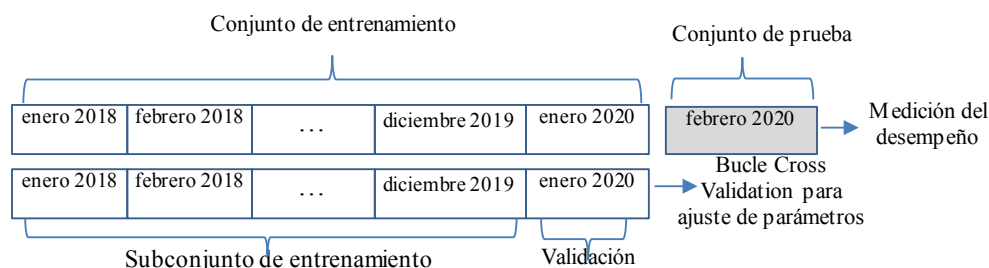 Conjunto de entrenamiento
Conjunto de prueba
enero 2018 febrero 2018 ... diciembre 2019 enero 2020 febrero 2020
Medición del
desempeño
enero 2018 febrero 2018 ... diciembre 2019 enero 2020
Bucle Cross
Validation para
ajuste de parámetros
Subconjunto de entrenamiento
Validación